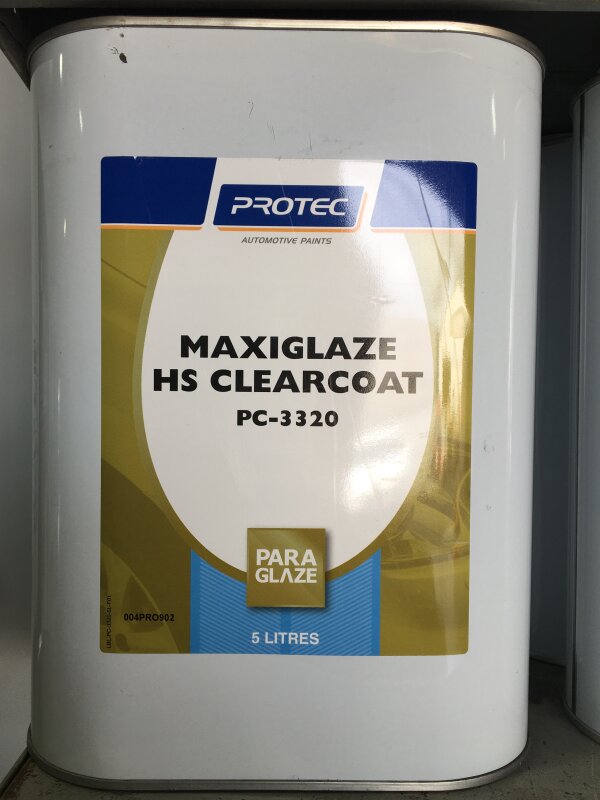 PROTEC
AUTOMOTIVE PAINTS
MAXIGLAZE
HS CLEARCOAT
PC-3320
PARA
GLAZE
004PRO902
5 LITRES